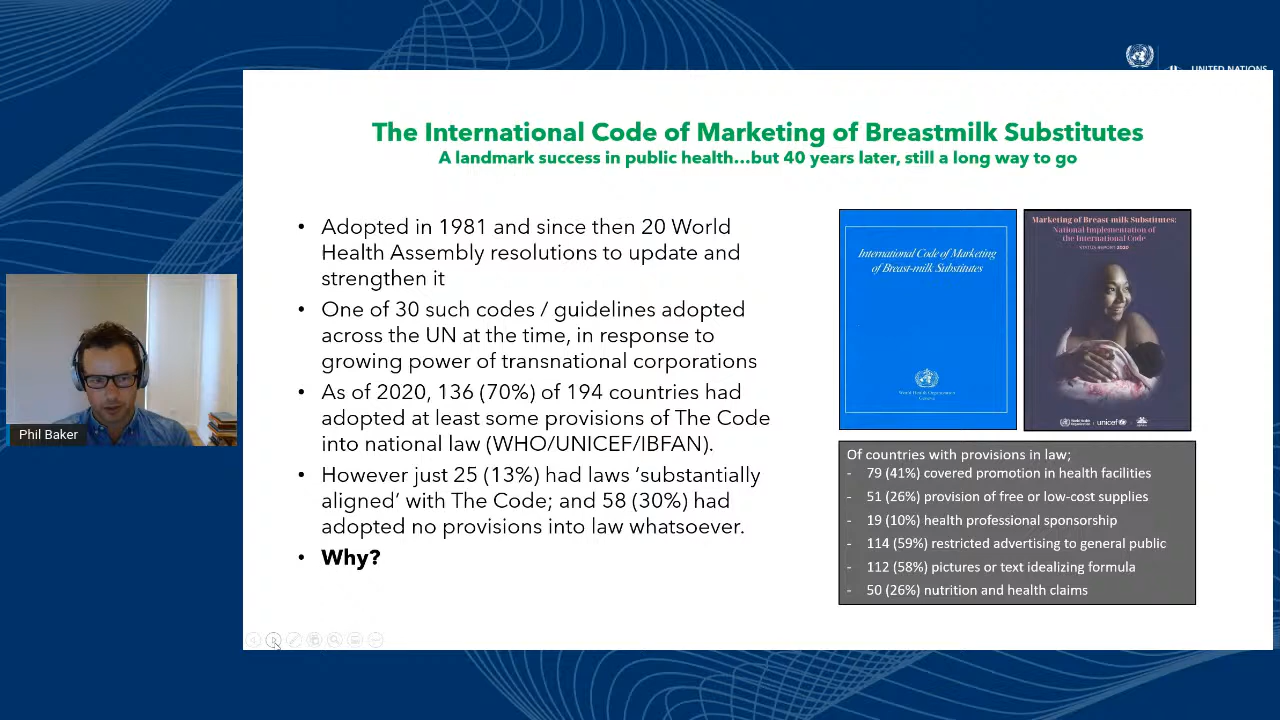 UNITED NATIONS
The International Code of Marketing of Breastmilk Substitutes
A landmark success in public health...but 40 years later, still a long way to go
• Adopted in 1981 and since then 20 World
Health Assembly resolutions to update and
strengthen it
• One of 30 such codes / guidelines adopted
across the UN at the time, in response to
growing power of transnational corporations
• As of 2020, 136 (70%) of 194 countries had
adopted at least some provisions of The Code
into national law (WHO/UNICEF/IBFAN).
• However just 25 (13%) had laws ‘substantially
aligned’ with The Code; and 58 (30%) had
adopted no provisions into law whatsoever.
• Why?
International Code of Marketing
of Breast-milk Substitutes
World Health Organization
Geneva
Marketing of Breast-milk Substitutes:
National Implementation of
the International Code
STATUS REPORT 2020
unicef
Of countries with provisions in law;
- 79 (41%) covered promotion in health facilities
- 51 (26%) provision of free or low-cost supplies
- 19 (10%) health professional sponsorship
- 114 (59%) restricted advertising to general public
- 112 (58%) pictures or text idealizing formula
- 50 (26%) nutrition and health claims
Phil Baker